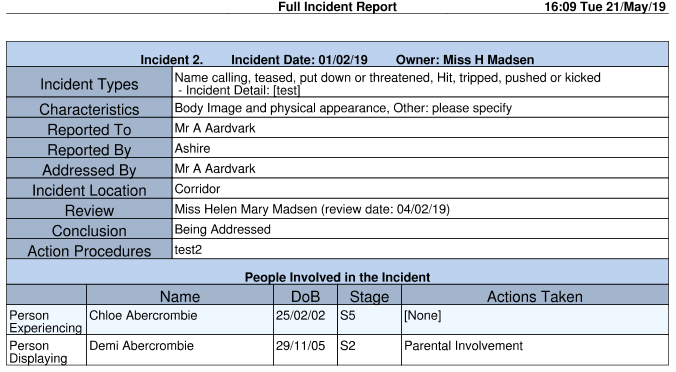 Full Incident Report 16:09 Tue 21/May/19
Incident 2. Incident Date: 01/02/19 Owner: Miss H Madsen
Incident Types Name calling, teased, put down or threatened, Hit, tripped, pushed or kicked
- Incident Detail: [test]
Characteristics Body Image and physical appearance, Other: please specify
Reported To Mr A Aardvark
Reported By Ashire
Addressed By Mr A Aardvark
Incident Location Corridor
Review Miss Helen Mary Madsen (review date: 04/02/19)
Conclusion Being Addressed
Action Procedures test2
People Involved in the Incident
Name DoB Stage Actions Taken
Person Experiencing Chloe Abercrombie 25/02/02 S5 [None]
Person Displaying Demi Abercrombie 29/11/05 S2 Parental Involvement